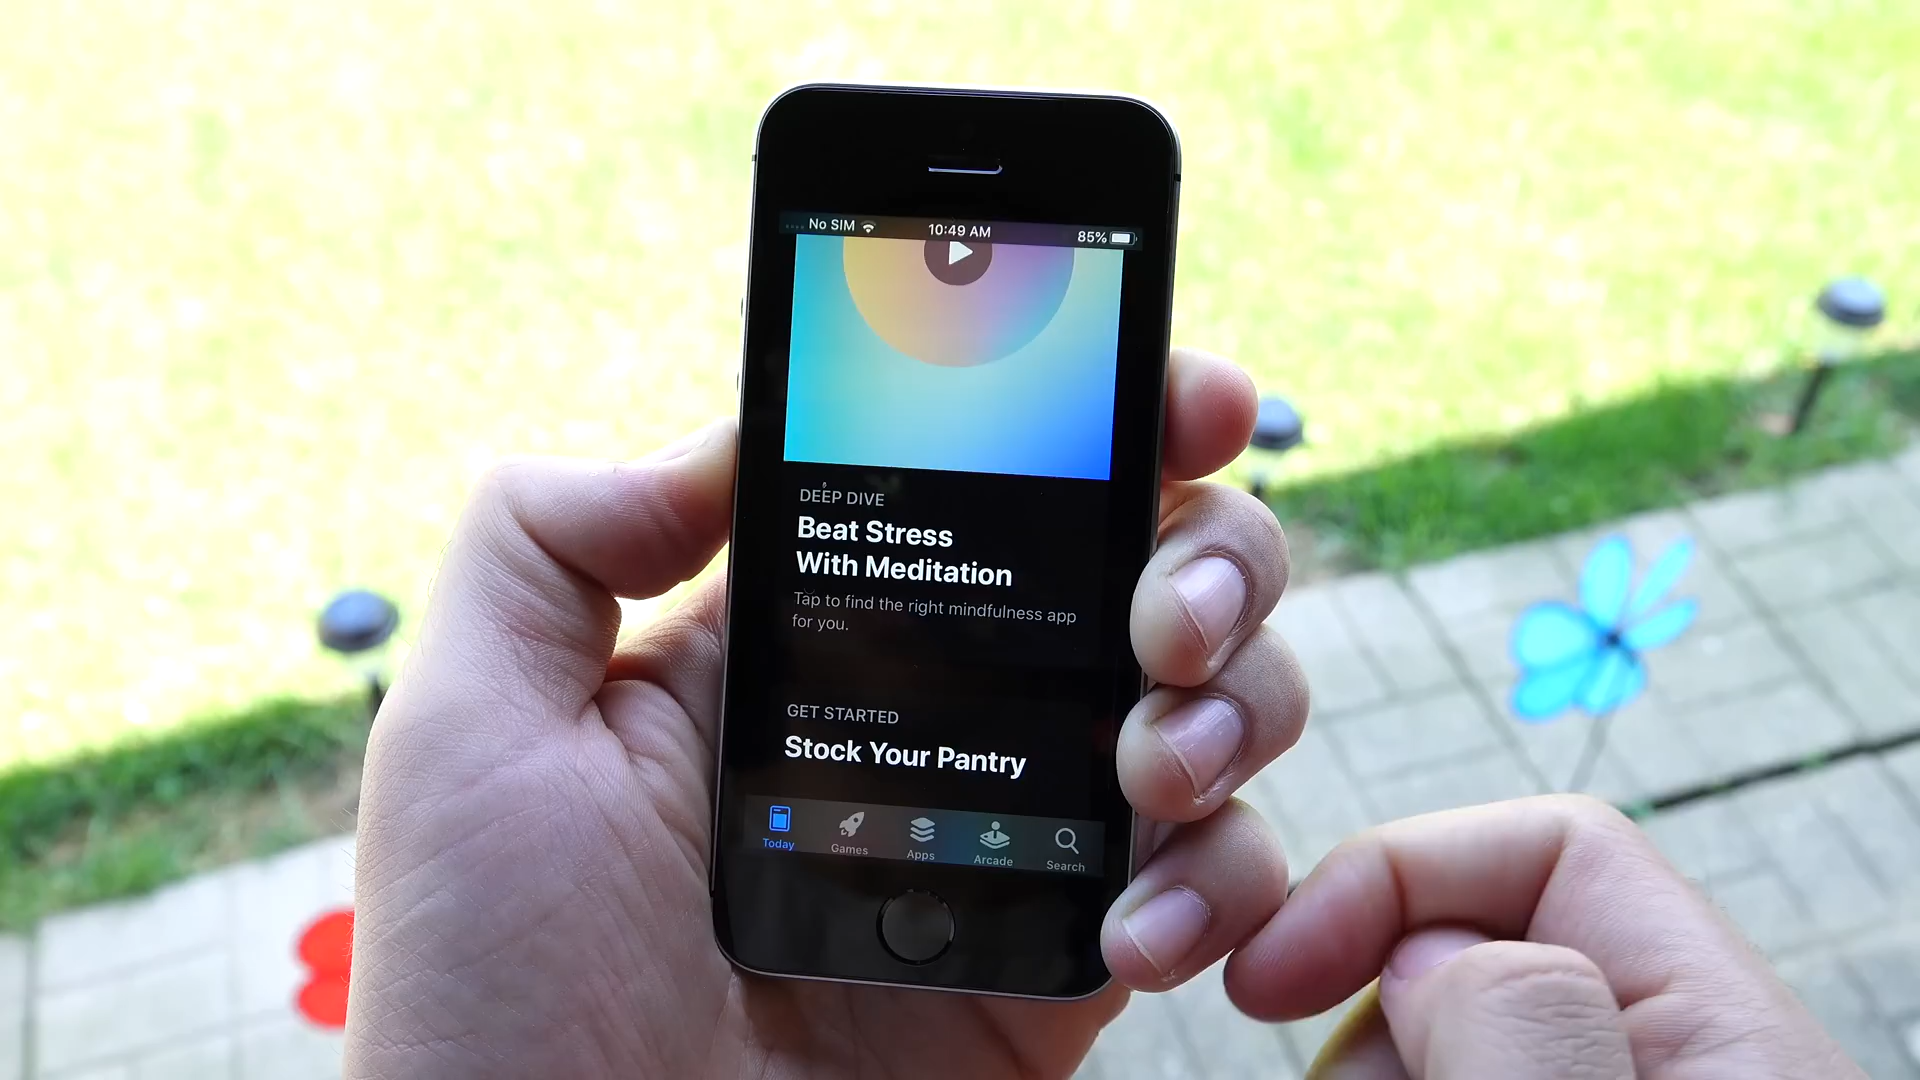 No SIM
10:49 AM
85%
DEEP DIVE
Beat Stress
With Meditation
Tap to find the right mindfulness app
for you.
GET STARTED
Stock Your Pantry
Today
Games
Apps
Arcade
Search